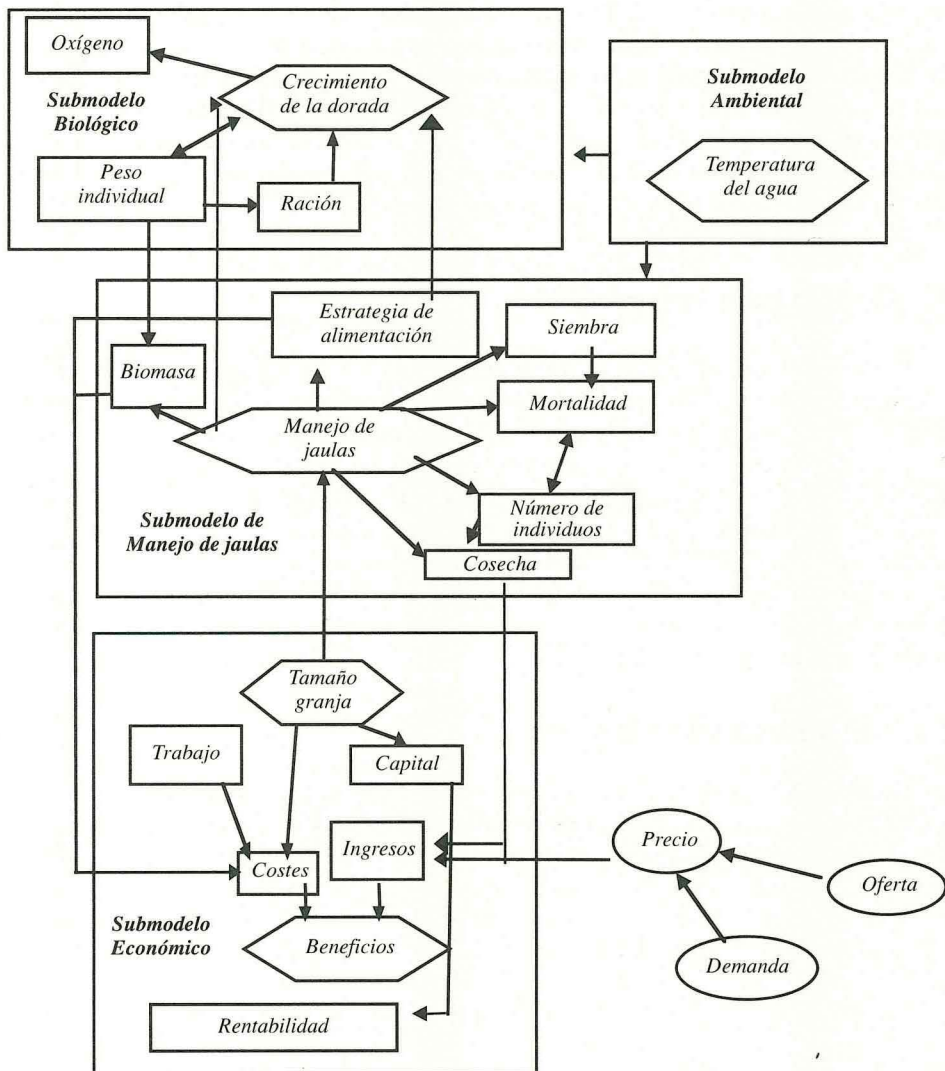 Oxígeno
Crecimiento
de la dorada
Submodelo
Biológico
Peso
individual
Ración
Submodelo
Ambiental
Temperatura
del agua
Estrategia de
alimentación
Siembra
Biomasa
Mortalidad
Manejo de
jaulas
Submodelo de
Manejo de jaulas
Número de
individuos
Cosecha
Tamaño
granja
Trabajo
Capital
Ingresos
Costes
Precio
Oferta
Submodelo
Económico
Beneficios
Demanda
Rentabilidad